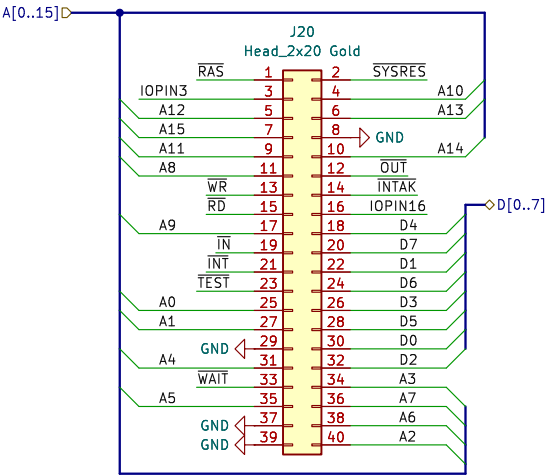 A[0..15]
J20
Head_2x20 Gold
RAS 1 2 SYSRES
IOPIN3 3 4 A10
A12 5 6 A13
A15 7 8 GND
A11 9 10 A14
A8 11 12 OUT
WR 13 14 INTAK
RD 15 16 IOPIN16
D[0..7]
A9 17 18 D4
IN 19 20 D7
INT 21 22 D1
TEST 23 24 D6
A0 25 26 D3
A1 27 28 D5
GND 29 30 D0
A4 31 32 D2
WAIT 33 34 A3
A5 35 36 A7
GND 37 38 A6
GND 39 40 A2